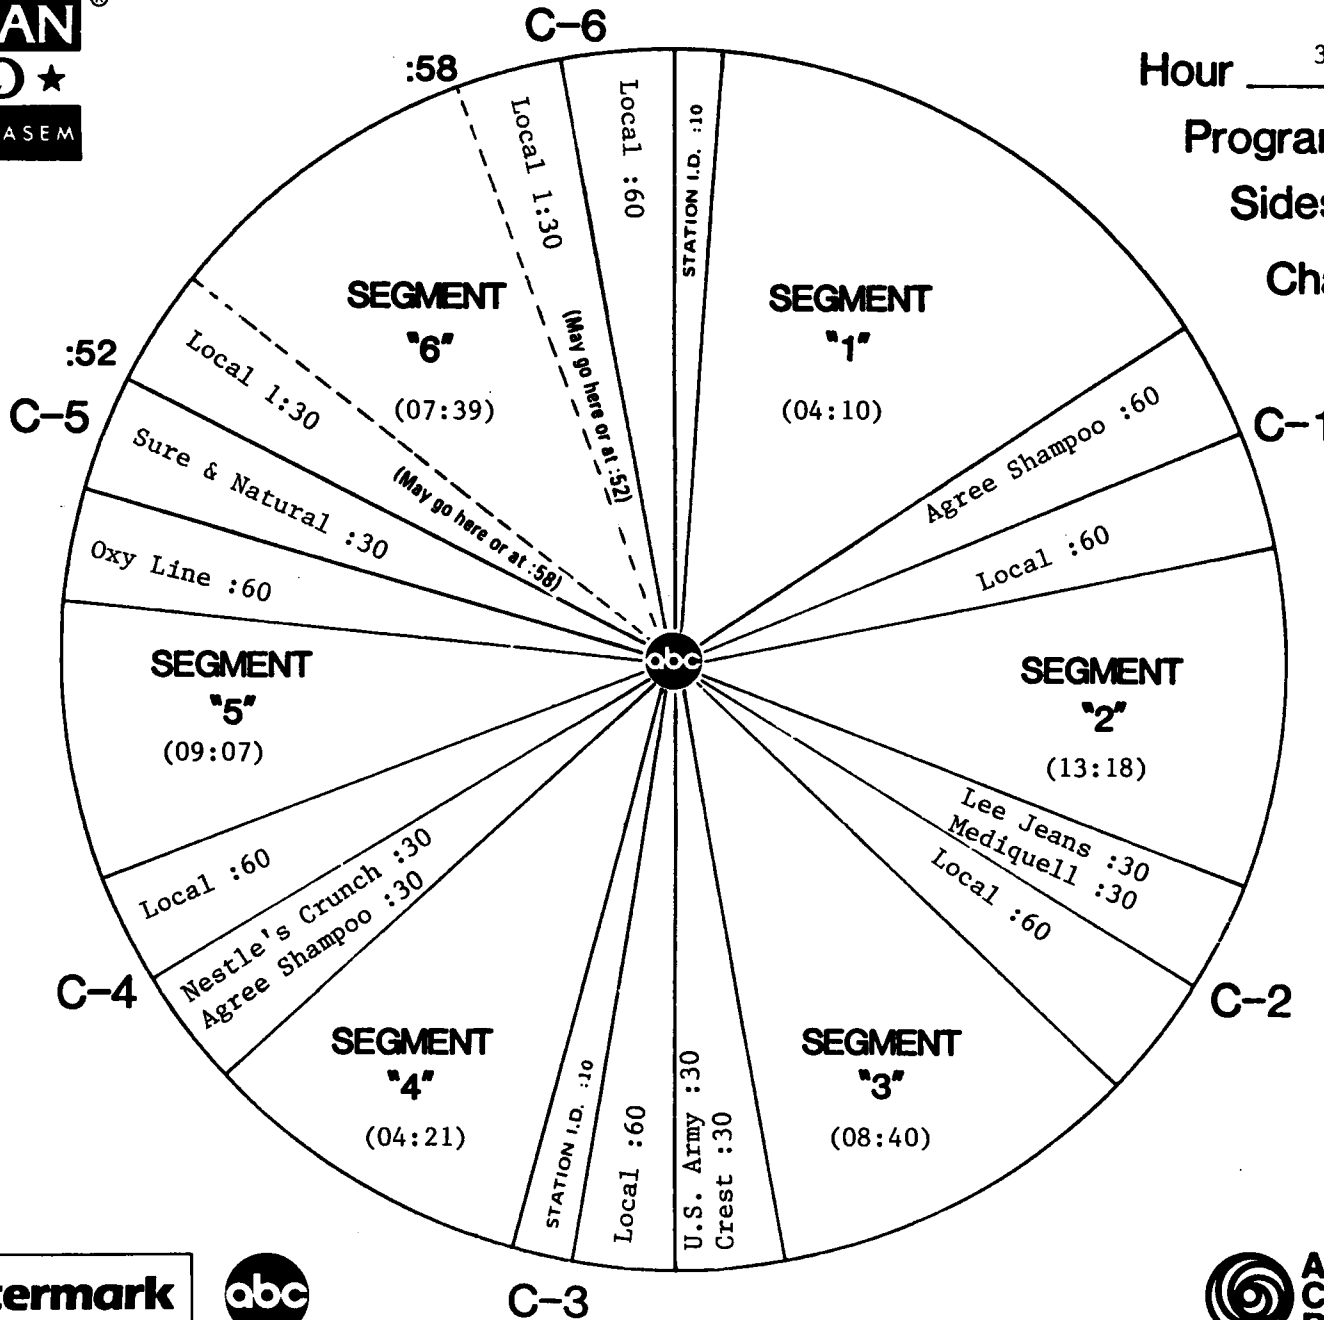 AN ®
★
ASEM
C-6
:58
Hour 3
Progra
Sides
Cha
Local 1:30
(May go here or at :52)
Local :60
STATION I.D. :10
SEGMENT
"1"
(04:10)
Agree Shampoo :60
C-1
Local :60
SEGMENT
"2"
(13:18)
Lee Jeans :30
Mediquell :30
C-2
Local :60
SEGMENT
"3"
(08:40)
U.S. Army :30
Crest :30
C-3
Local :60
STATION I.D. :10
SEGMENT
"4"
(04:21)
Nestle's Crunch :30
Agree Shampoo :30
C-4
Local :60
SEGMENT
"5"
(09:07)
Oxy Line :60
Sure & Natural :30
C-5
:52
Local 1:30
(May go here or at :58)
SEGMENT
"6"
(07:39)
abc
termark
abc
A
C